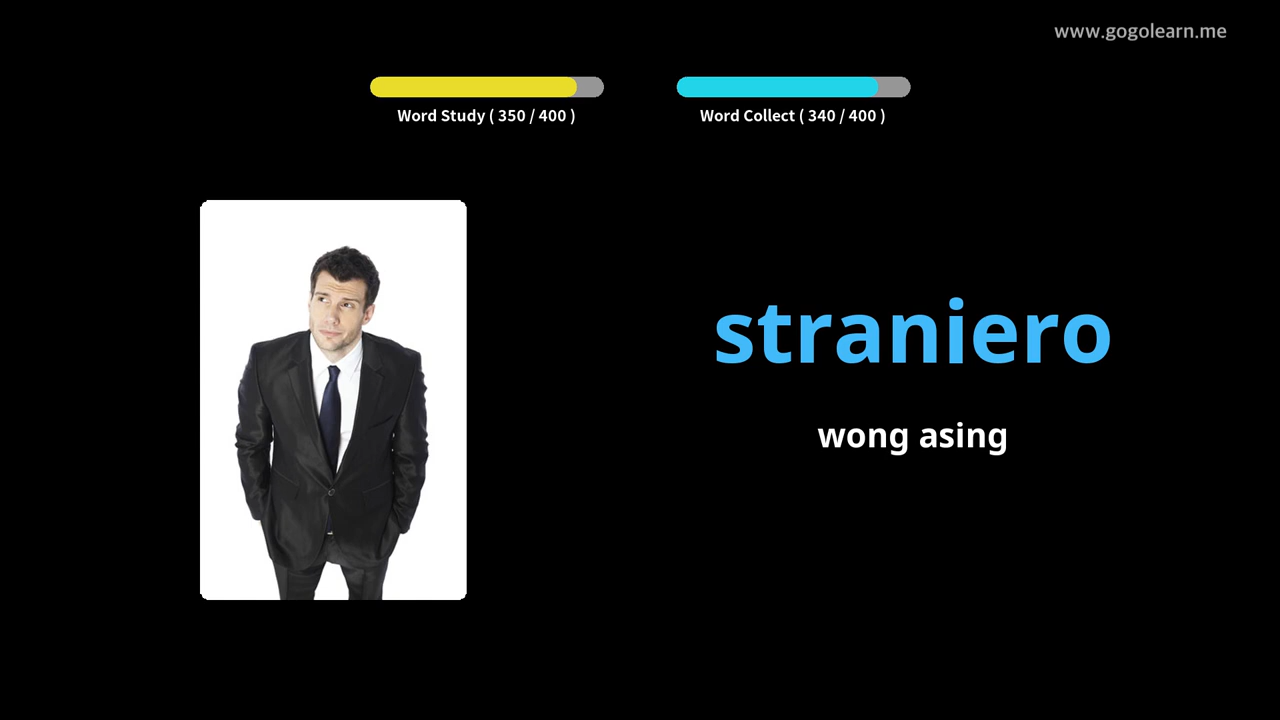 www.gogolearn.me
Word Study ( 350 / 400 )
Word Collect ( 340 / 400 )
straniero
wong asing